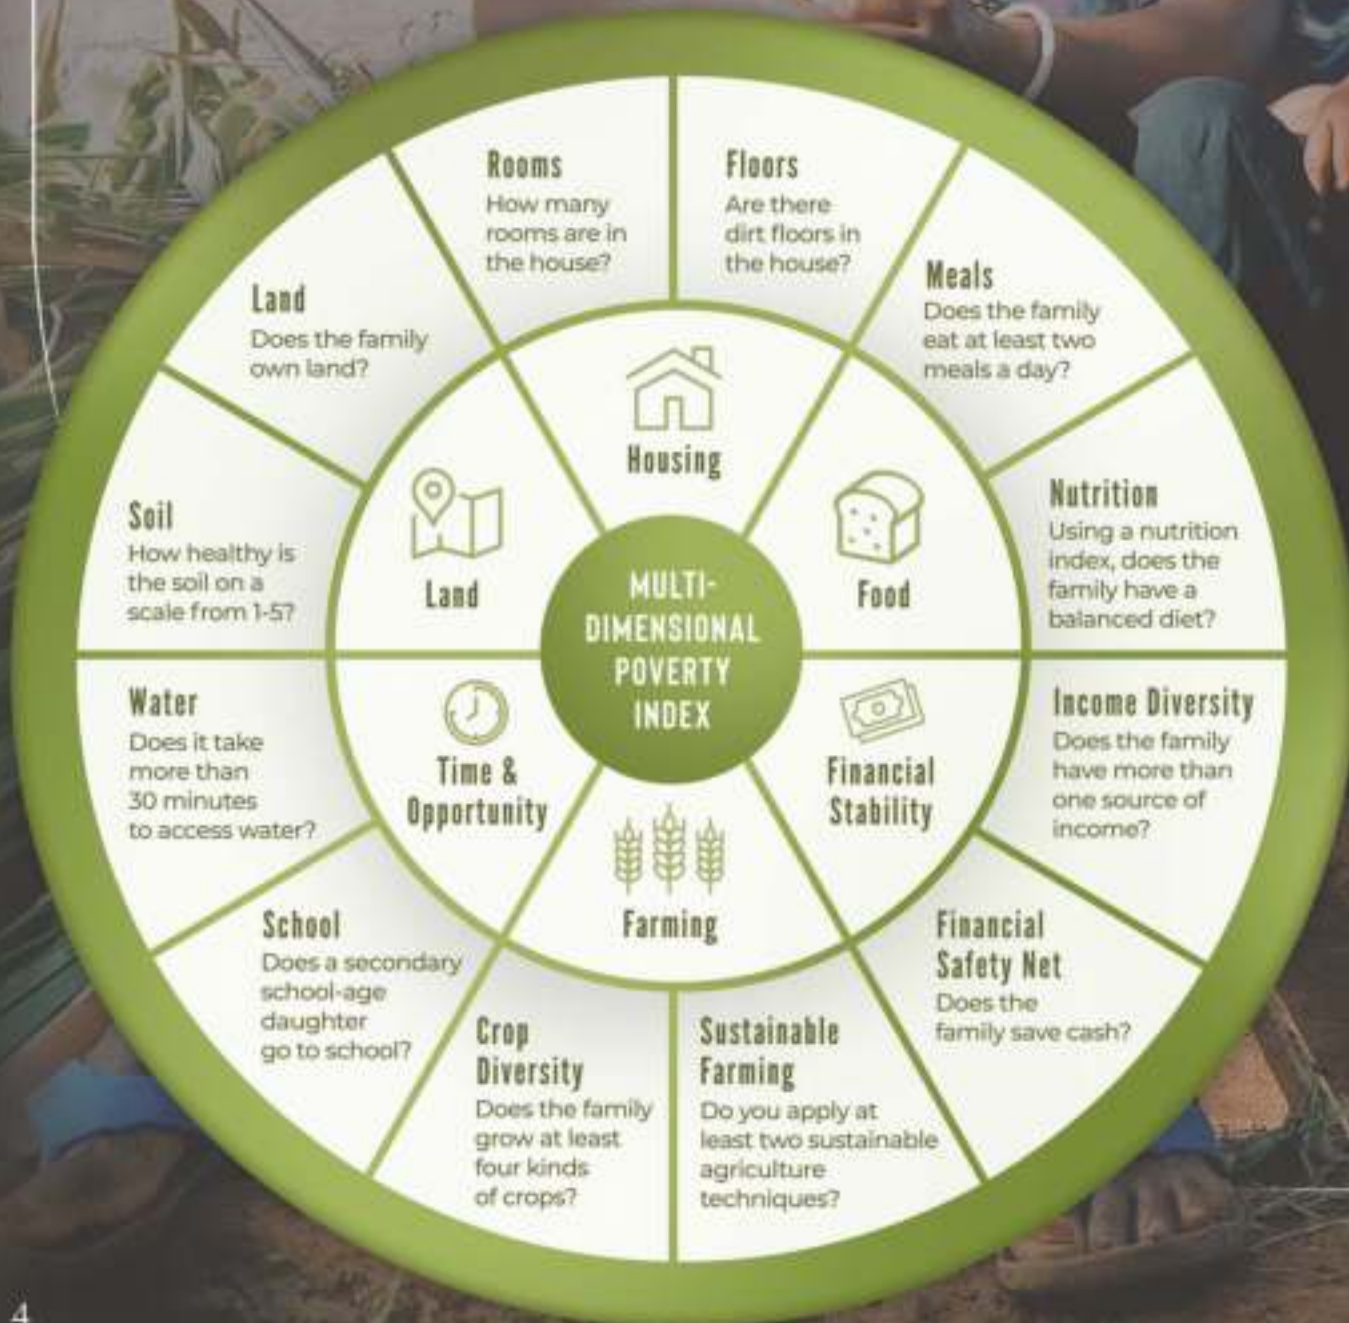 MULTI-
DIMENSIONAL
POVERTY
INDEX
Housing
Rooms
How many
rooms are in
the house?
Floors
Are there
dirt floors in
the house?
Food
Meals
Does the family
eat at least two
meals a day?
Nutrition
Using a nutrition
index, does the
family have a
balanced diet?
Financial
Stability
Income Diversity
Does the family
have more than
one source of
income?
Financial
Safety Net
Does the
family save cash?
Farming
Sustainable
Farming
Do you apply at
least two sustainable
agriculture
techniques?
Crop
Diversity
Does the family
grow at least
four kinds
of crops?
Time &
Opportunity
School
Does a secondary
school-age
daughter
go to school?
Water
Does it take
more than
30 minutes
to access water?
Land
Soil
How healthy is
the soil on a
scale from 1-5?
Land
Does the family
own land?
4